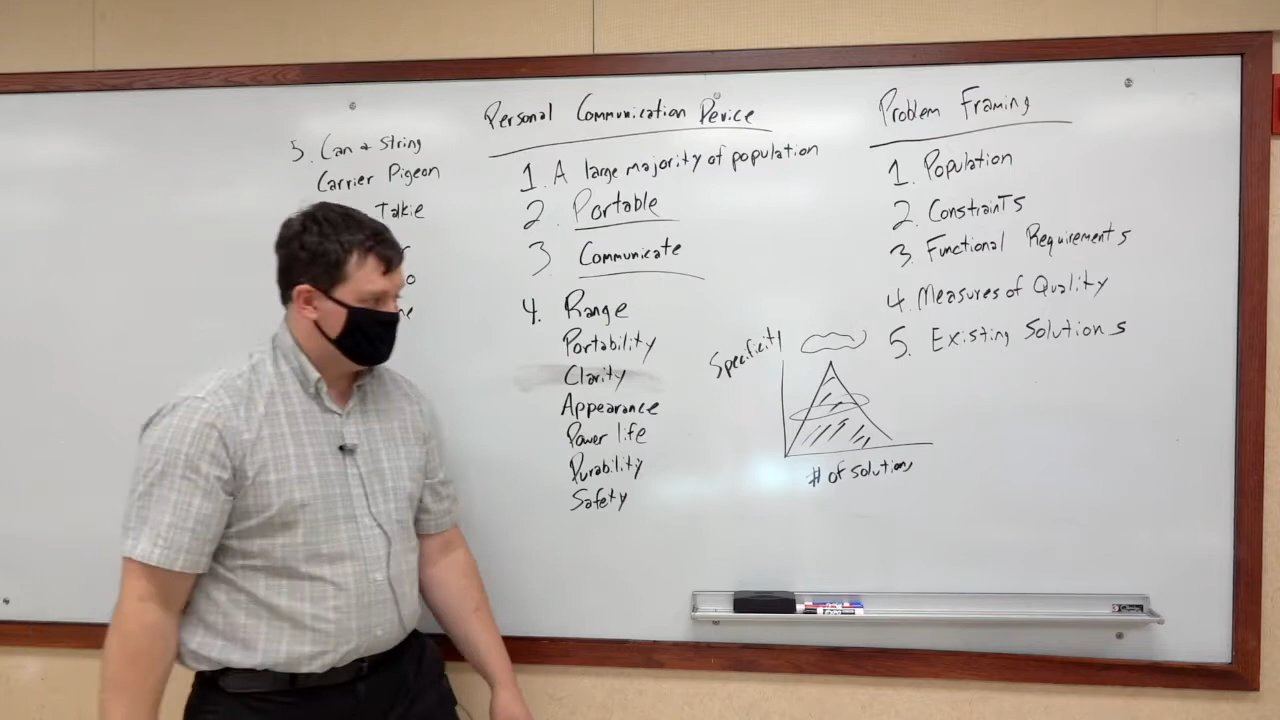 5. Can & String
Carrier Pigeon
Talkie
Personal Communication Device
1. A large majority of population
2. Portable
3 Communicate
4. Range
Portability
Clarity
Appearance
Power life
Durability
Safety
Specificity
# of solutions
Problem Framing
1. Population
2. Constraints
3. Functional Requirements
4. Measures of Quality
5. Existing Solutions